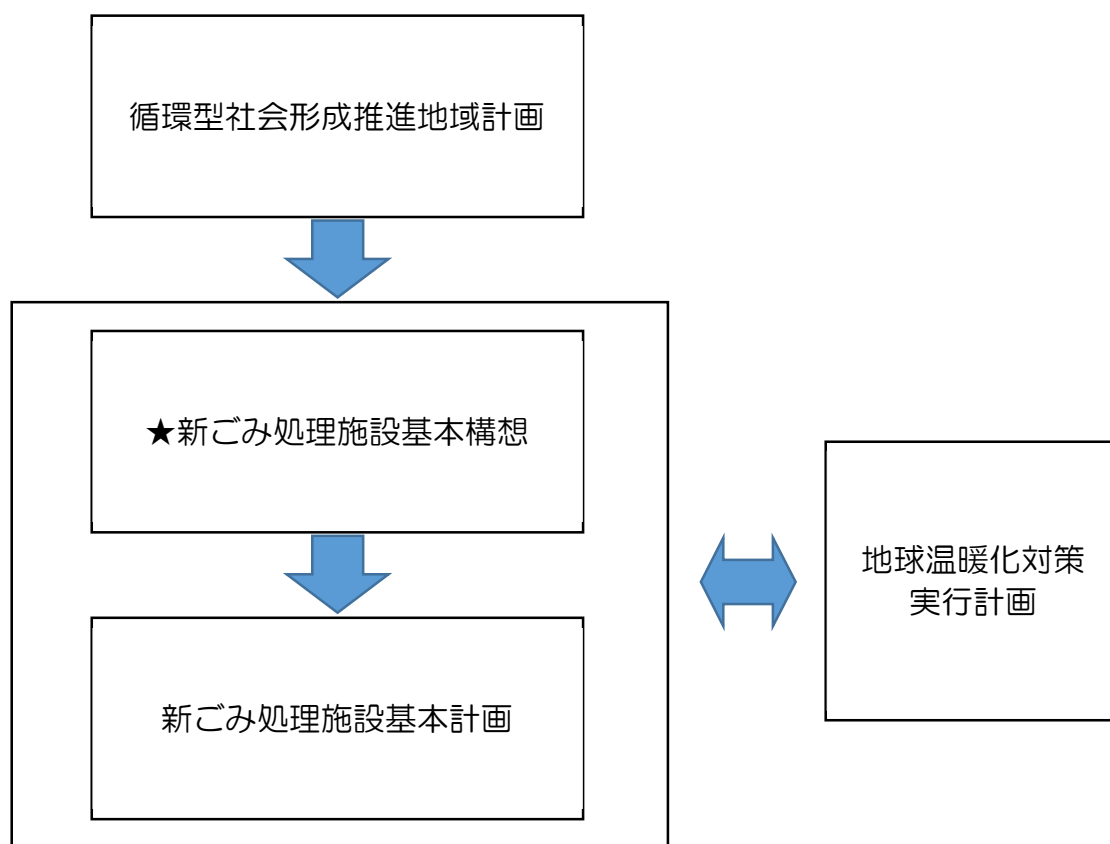 循環型社会形成推進地域計画
★新ごみ処理施設基本構想
新ごみ処理施設基本計画
地球温暖化対策
実行計画